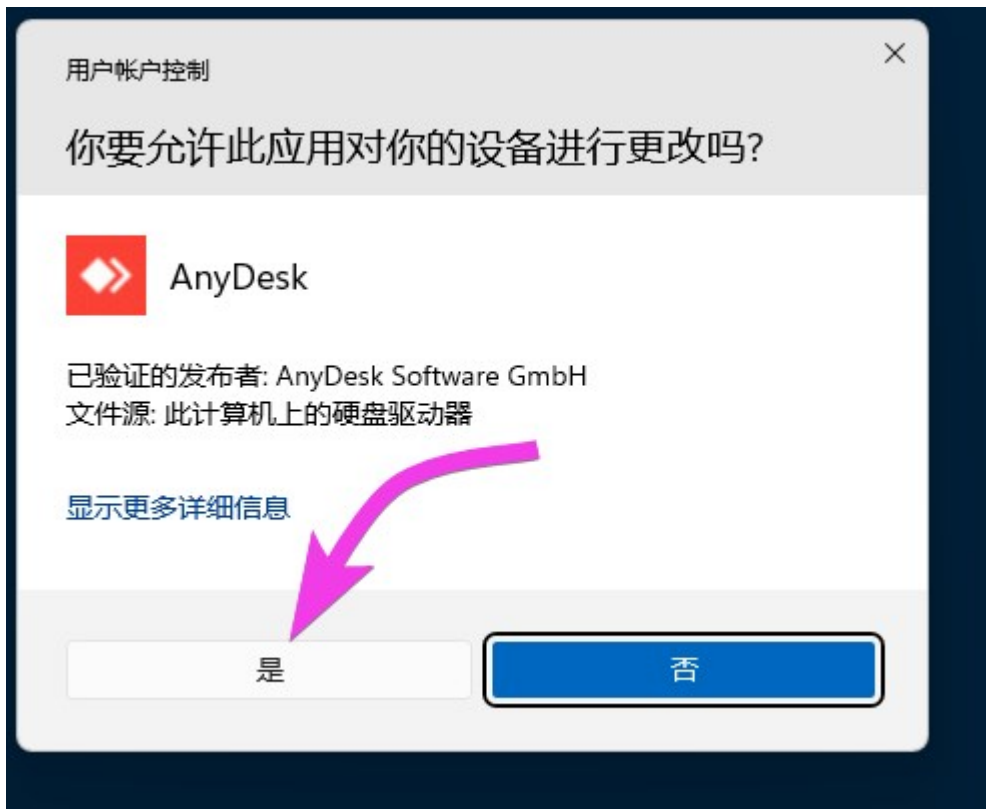 用户帐户控制
你要允许此应用对你的设备进行更改吗?
AnyDesk
已验证的发布者: AnyDesk Software GmbH
文件源: 此计算机上的硬盘驱动器
显示更多详细信息
是
否